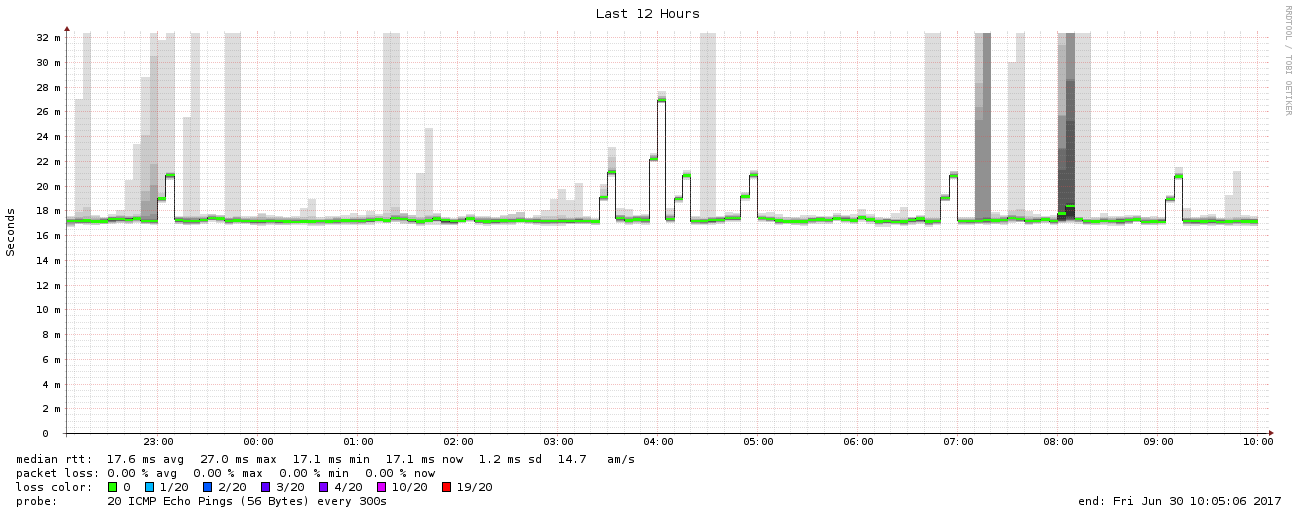 Last 12 Hours
RRDTOOL / TOBI OETIKER
Seconds
32 m
30 m
28 m
26 m
24 m
22 m
20 m
18 m
16 m
14 m
12 m
10 m
8 m
6 m
4 m
2 m
0
23:00 00:00 01:00 02:00 03:00 04:00 05:00 06:00 07:00 08:00 09:00 10:00
median rtt: 17.6 ms avg 27.0 ms max 17.1 ms min 17.1 ms now 1.2 ms sd 14.7 am/s
packet loss: 0.00 % avg 0.00 % max 0.00 % min 0.00 % now
loss color: 0 1/20 2/20 3/20 4/20 10/20 19/20
probe: 20 ICMP Echo Pings (56 Bytes) every 300s end: Fri Jun 30 10:05:06 2017